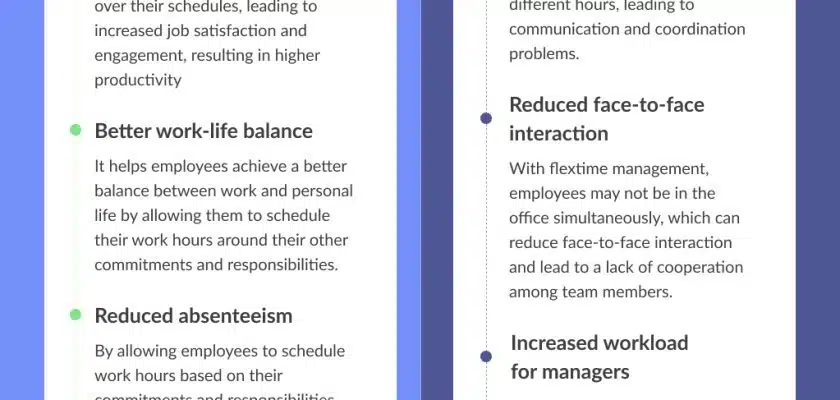 over their schedules, leading to
increased job satisfaction and
engagement, resulting in higher
productivity
Better work-life balance
It helps employees achieve a better
balance between work and personal
life by allowing them to schedule
their work hours around their other
commitments and responsibilities.
Reduced absenteeism
By allowing employees to schedule
work hours based on their
commitments and responsibilities
different hours, leading to
communication and coordination
problems.
Reduced face-to-face
interaction
With flextime management,
employees may not be in the
office simultaneously, which can
reduce face-to-face interaction
and lead to a lack of cooperation
among team members.
Increased workload
for managers